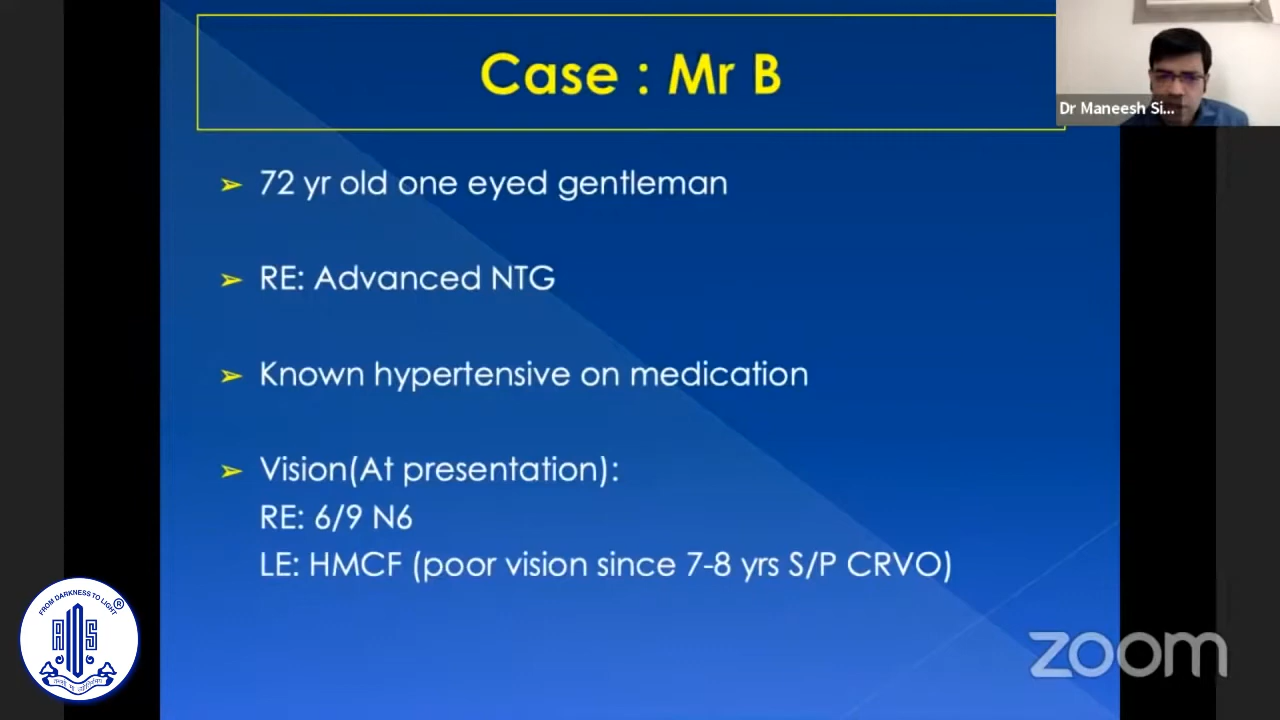 Case : Mr B
Dr Maneesh Si...
➢ 72 yr old one eyed gentleman
➢ RE: Advanced NTG
➢ Known hypertensive on medication
➢ Vision(At presentation):
RE: 6/9 N6
LE: HMCF (poor vision since 7-8 yrs S/P CRVO)
FROM DARKNESS TO LIGHT
®
AIOS
zoom